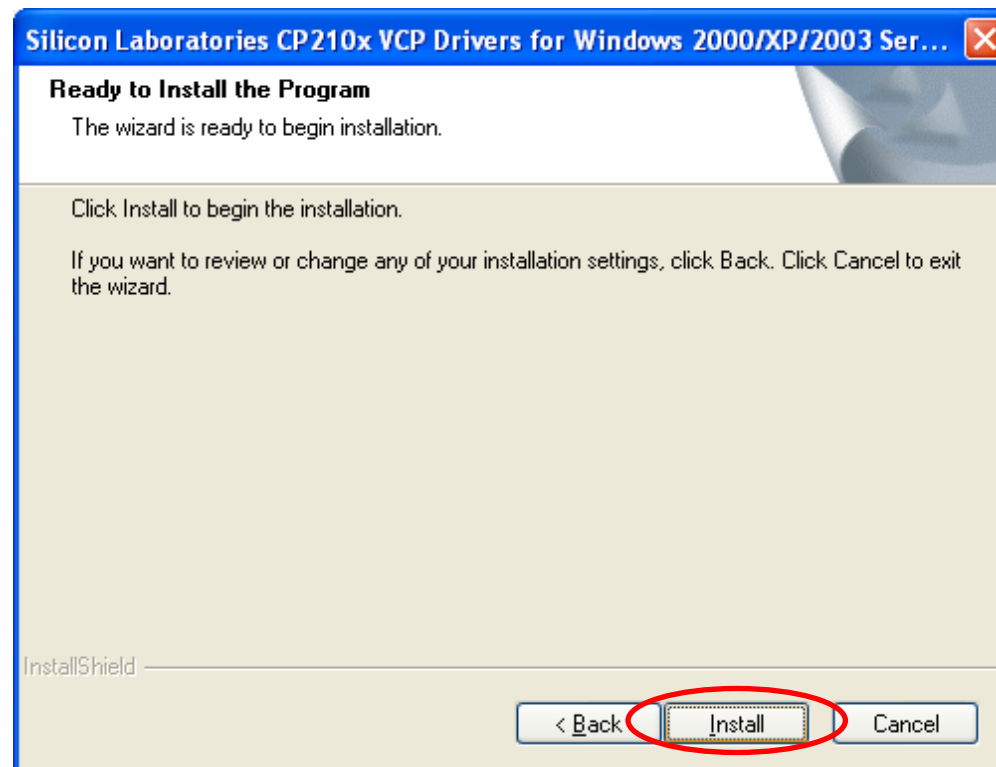 Silicon Laboratories CP210x VCP Drivers for Windows 2000/XP/2003 Ser...
Ready to Install the Program
The wizard is ready to begin installation.
Click Install to begin the installation.
If you want to review or change any of your installation settings, click Back. Click Cancel to exit
the wizard.
InstallShield
< Back Install Cancel